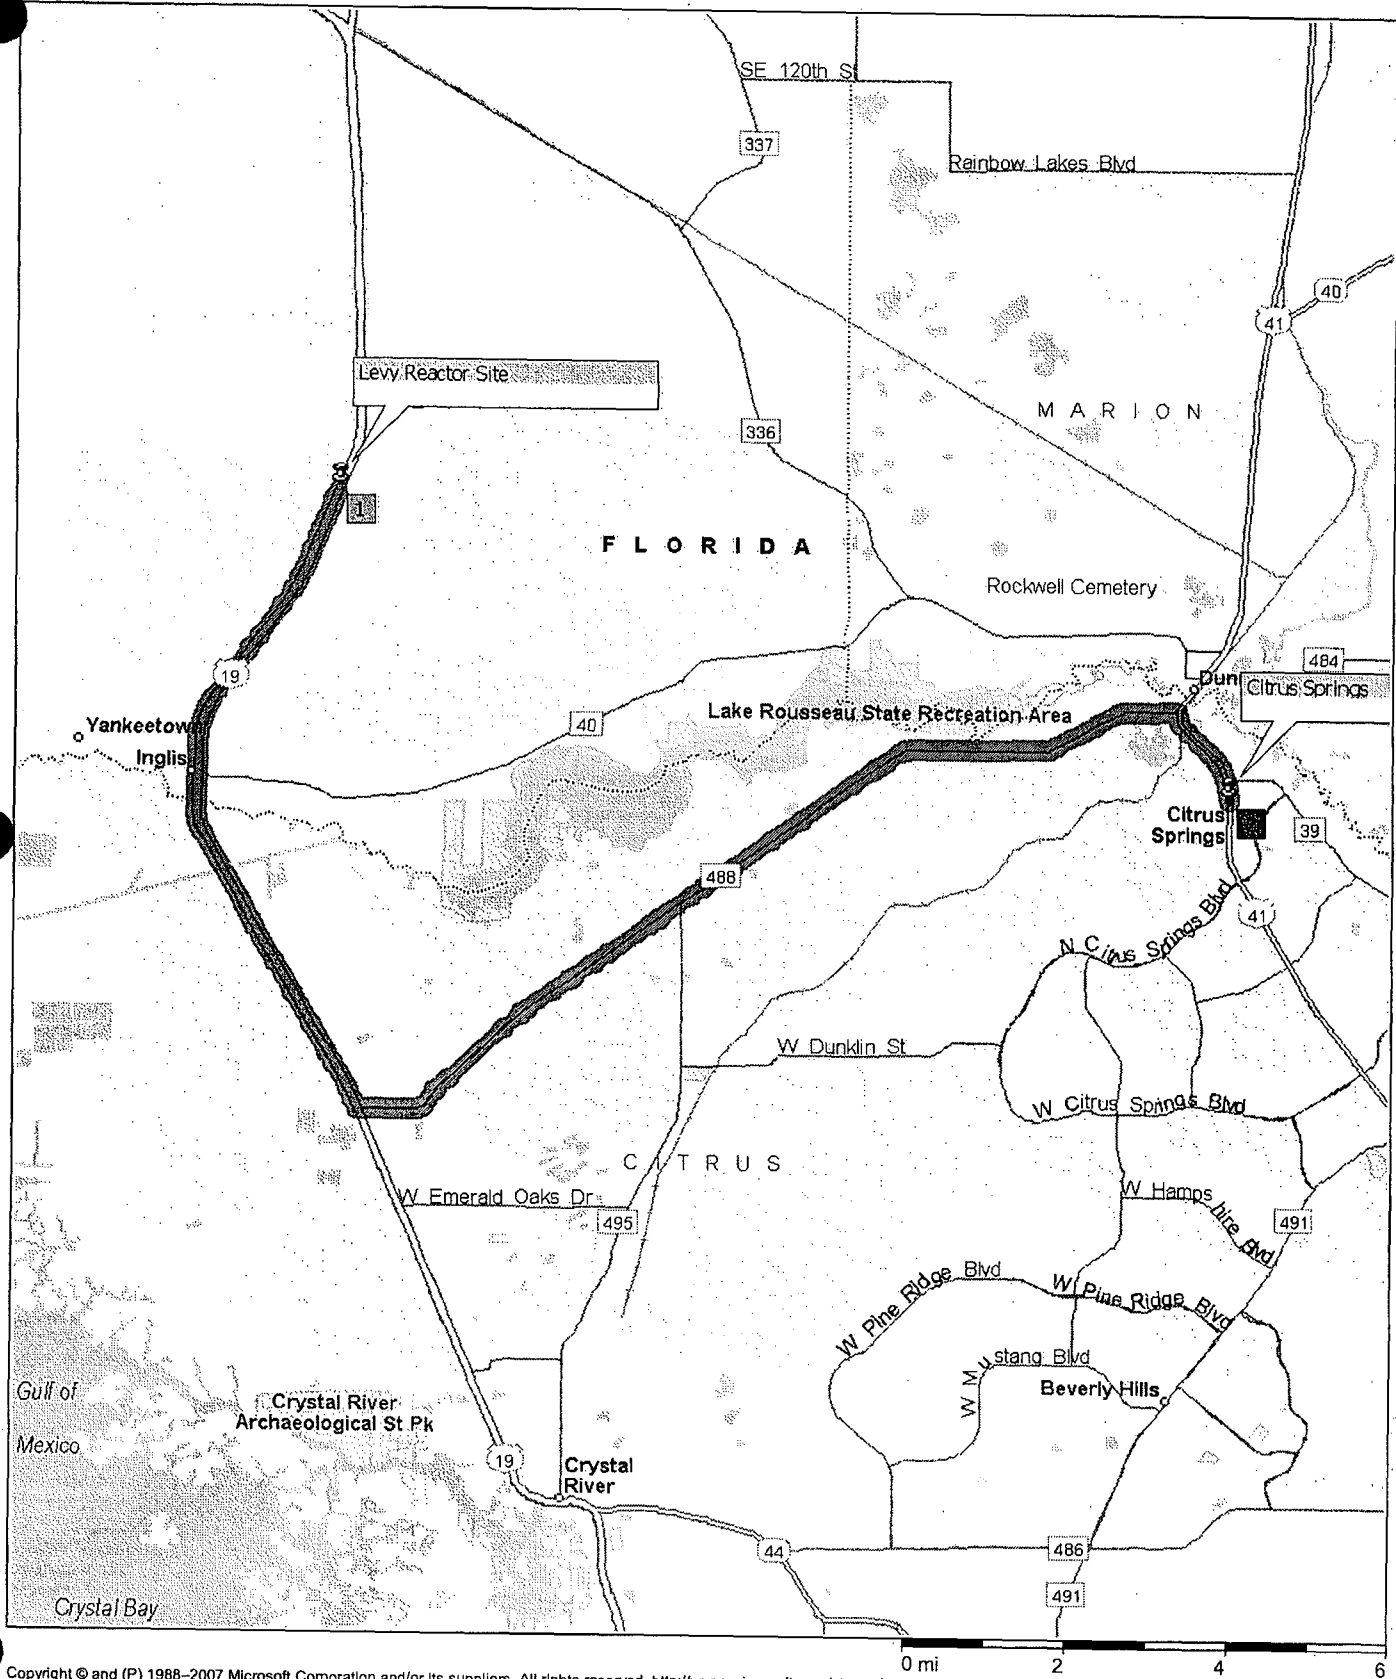 SE 120th S
337
Rainbow Lakes Blvd
40
41
Levy Reactor Site
MARION
336
1
FLORIDA
Rockwell Cemetery
484
19
Dun
Citrus Springs
Yankeetow
40
Lake Rousseau State Recreation Area
Inglis
Citrus
Springs
39
488
41
N Citrus Springs Blvd
W Dunklin St
W Citrus Springs Blvd
CITRUS
W Emerald Oaks Dr
W Hampshire Blvd
495
491
W Pine Ridge Blvd
W Pine Ridge Blvd
W Mustang Blvd
Beverly Hills
Gulf of
Mexico
Crystal River
Archaeological St Pk
19
Crystal
River
44
486
491
Crystal Bay
0 mi 2 4 6
Copyright © and (P) 1988–2007 Microsoft Corporation and/or its suppliers. All rights reserved.